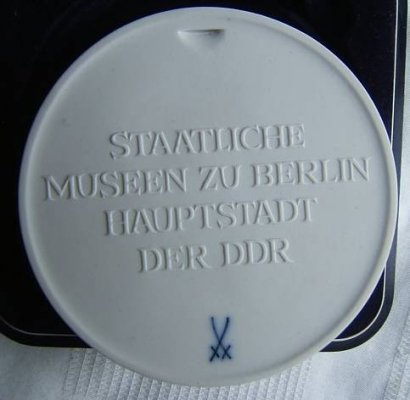 STAATLICHE
MUSEEN ZU BERLIN
HAUPTSTADT
DER DDR